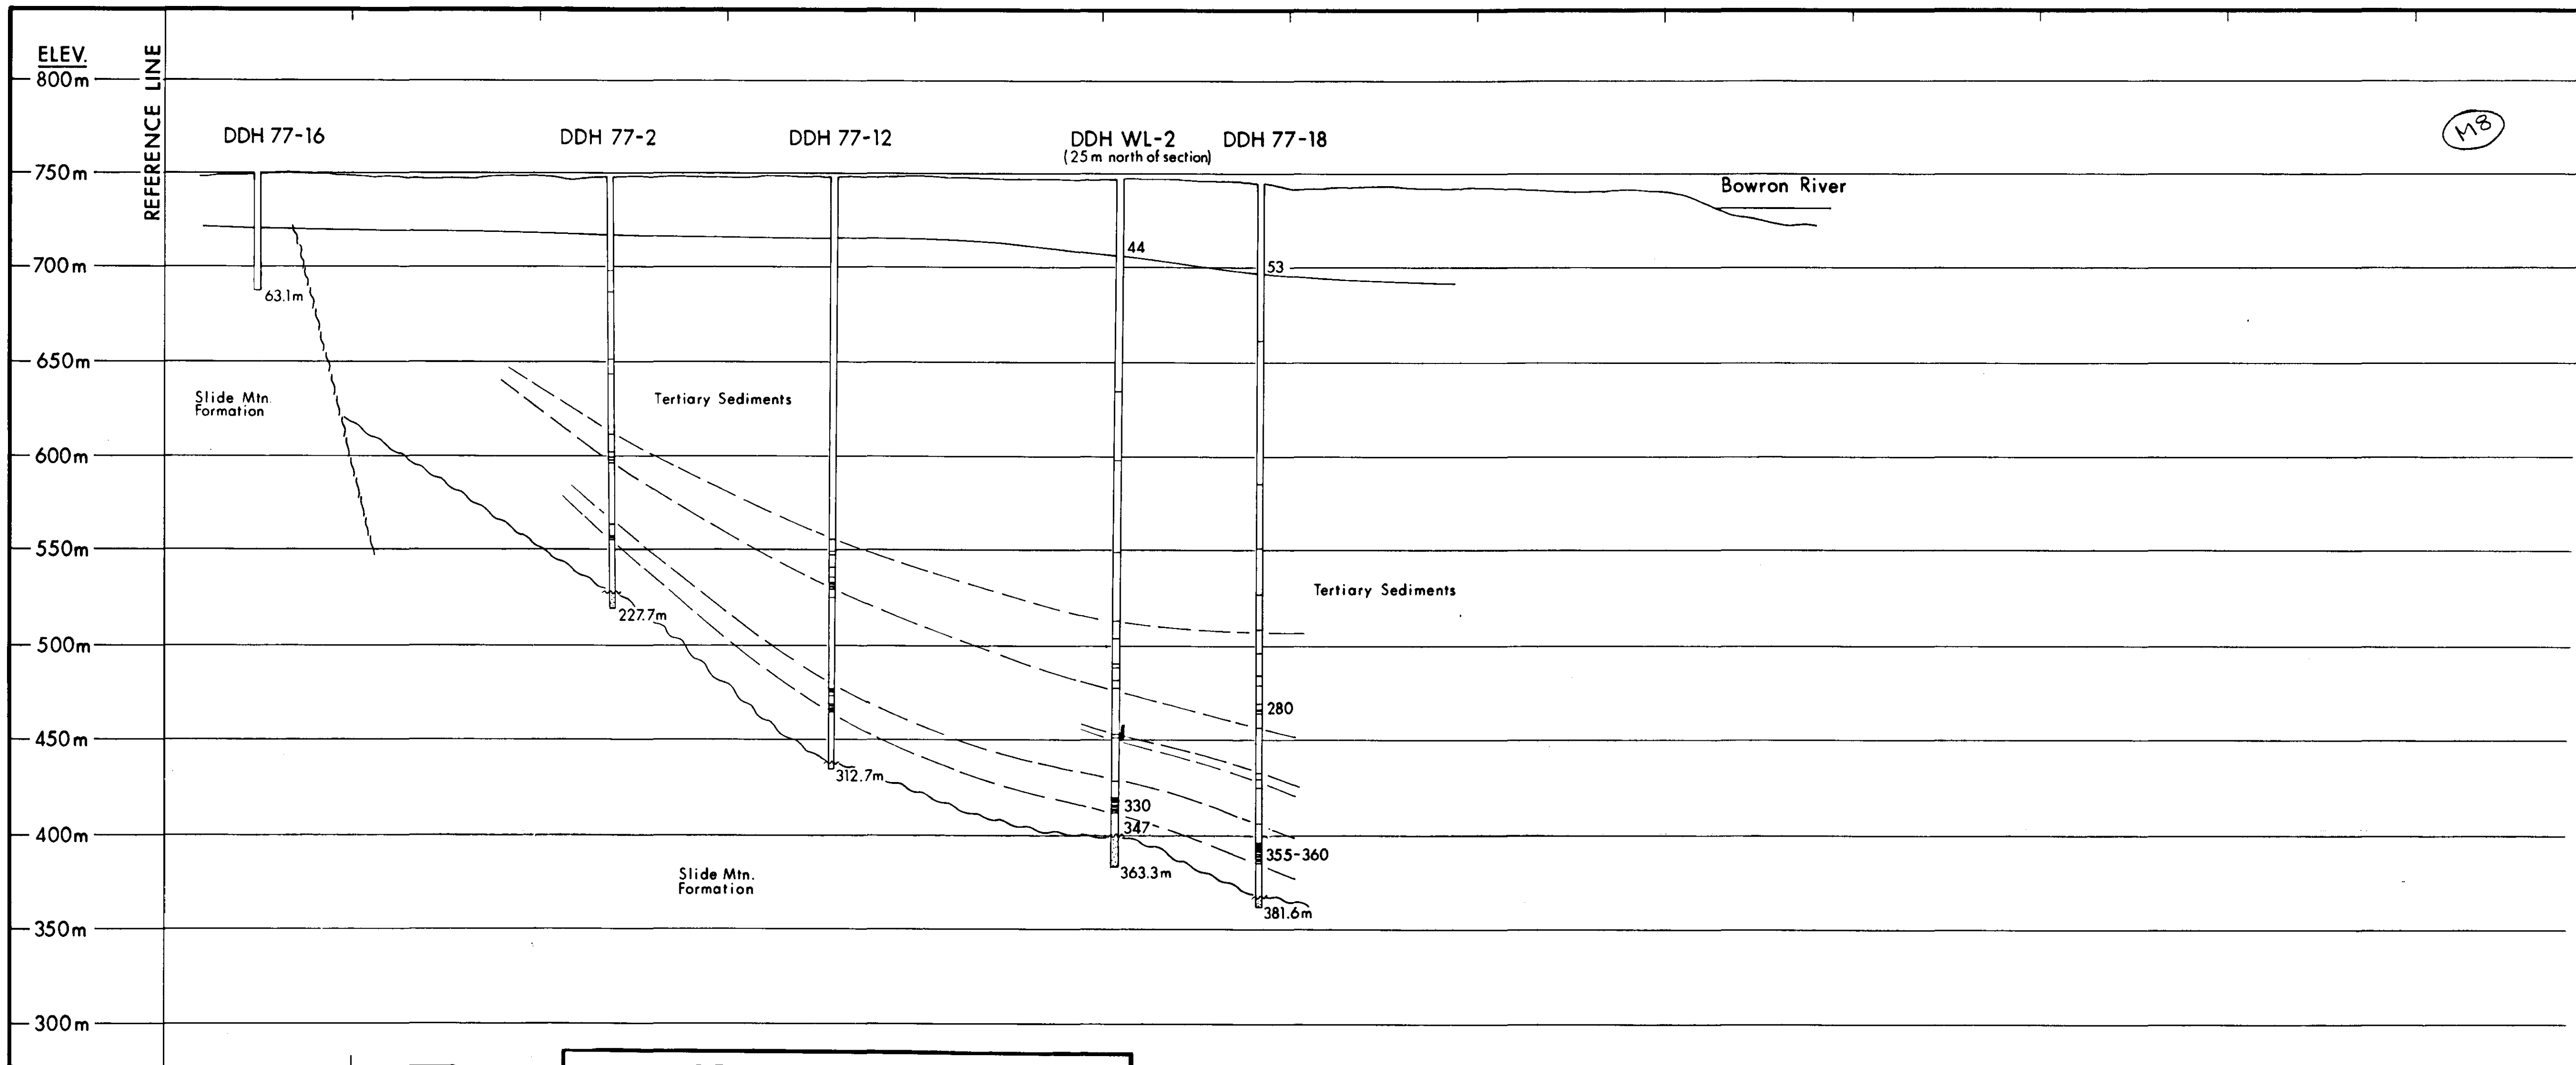 ELEV.
REFERENCE LINE
800m
M8
DDH 77-16
DDH 77-2
DDH 77-12
DDH WL-2
(25m north of section)
DDH 77-18
750m
Bowron River
44
700m
53
63.1m
650m
Slide Mtn.
Formation
Tertiary Sediments
600m
550m
Tertiary Sediments
227.7m
500m
280
450m
312.7m
330
347
400m
355-360
363.3m
Slide Mtn.
Formation
381.6m
350m
300m